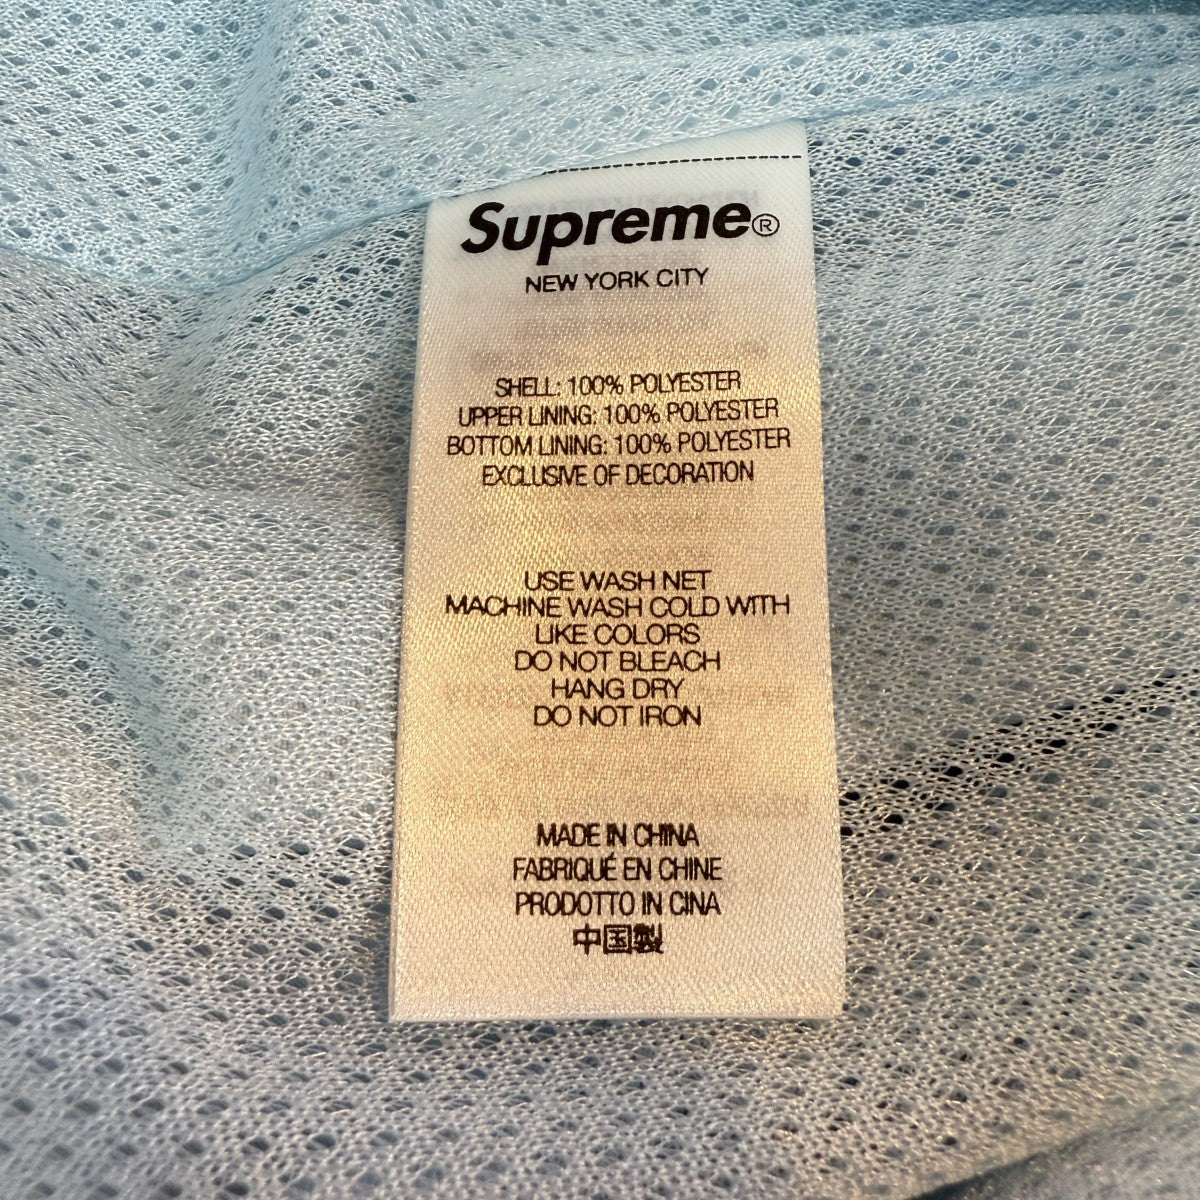 Supreme®
NEW YORK CITY
SHELL: 100% POLYESTER
UPPER LINING: 100% POLYESTER
BOTTOM LINING: 100% POLYESTER
EXCLUSIVE OF DECORATION
USE WASH NET
MACHINE WASH COLD WITH
LIKE COLORS
DO NOT BLEACH
HANG DRY
DO NOT IRON
MADE IN CHINA
FABRIQUÉ EN CHINE
PRODOTTO IN CINA
中国製